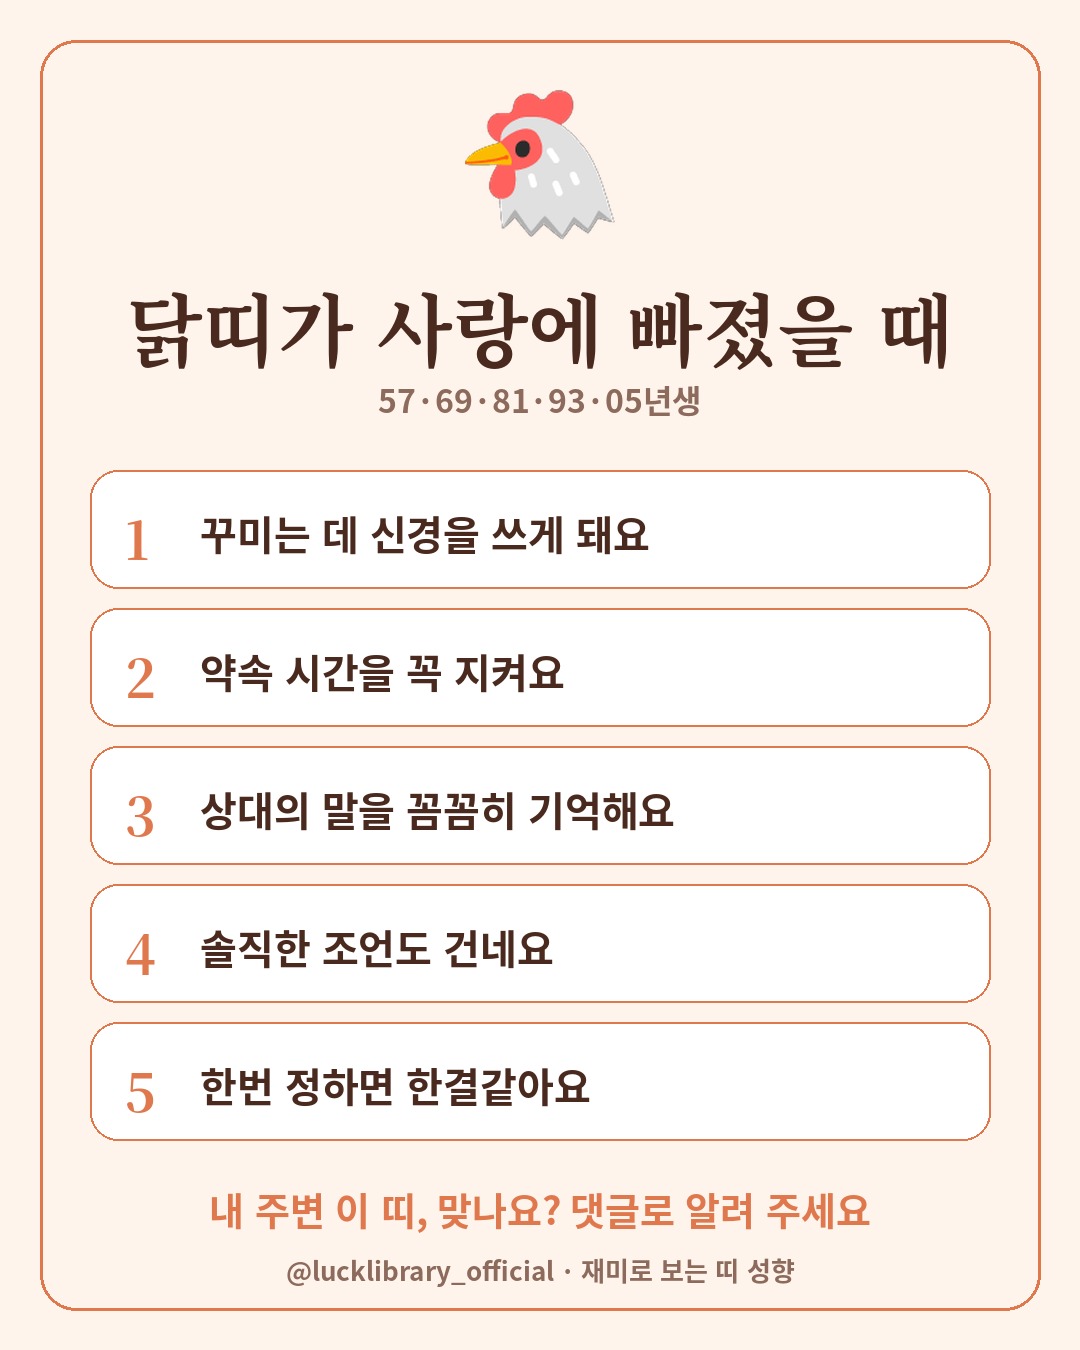 닭띠가 사랑에 빠졌을 때
57·69·81·93·05년생
1 꾸미는 데 신경을 쓰게 돼요
2 약속 시간을 꼭 지켜요
3 상대의 말을 꼼꼼히 기억해요
4 솔직한 조언도 건네요
5 한번 정하면 한결같아요
내 주변 이 띠, 맞나요? 댓글로 알려 주세요
@lucklibrary_official · 재미로 보는 띠 성향